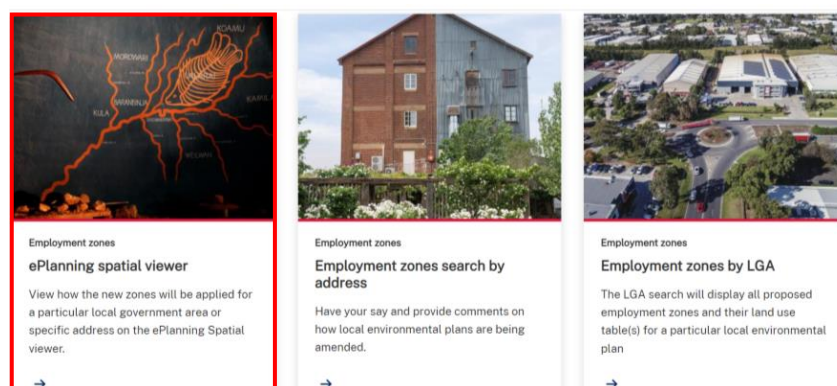 KOAMU
MOROWARI
KULA
Employment zones
ePlanning spatial viewer
View how the new zones will be applied for
a particular local government area or
specific address on the ePlanning Spatial
viewer.
Employment zones
Employment zones search by
address
Have your say and provide comments on
how local environmental plans are being
amended.
Employment zones
Employment zones by LGA
The LGA search will display all proposed
employment zones and their land use
table(s) for a particular local environmental
plan